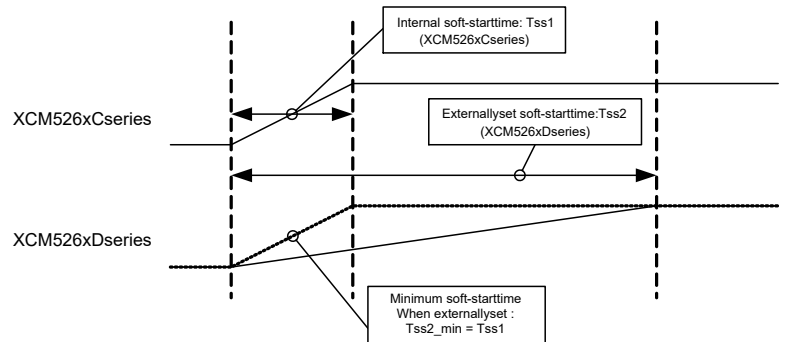 Internal soft-starttime: Tss1
(XCM526xCseries)
XCM526xCseries
Externallyset soft-starttime:Tss2
(XCM526xDseries)
XCM526xDseries
Minimum soft-starttime
When externallyset :
Tss2_min = Tss1